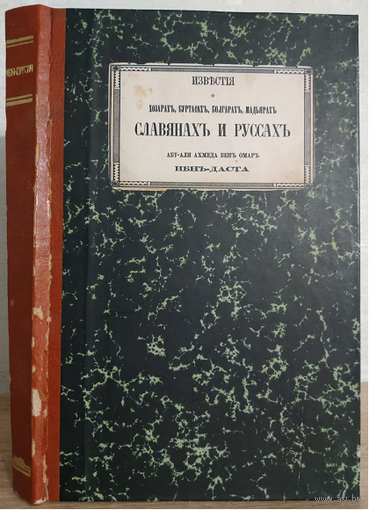 ИЗВѢСТІЯ
О
ХОЗАРАХЪ, БУРТАСАХЪ, БОЛГАРАХЪ, МАДЬЯРАХЪ
СЛАВЯНАХЪ И РУССАХЪ
АБУ-АЛИ АХМЕДА БЕНЪ ОМАРЪ
ИБНЪ-ДАСТА